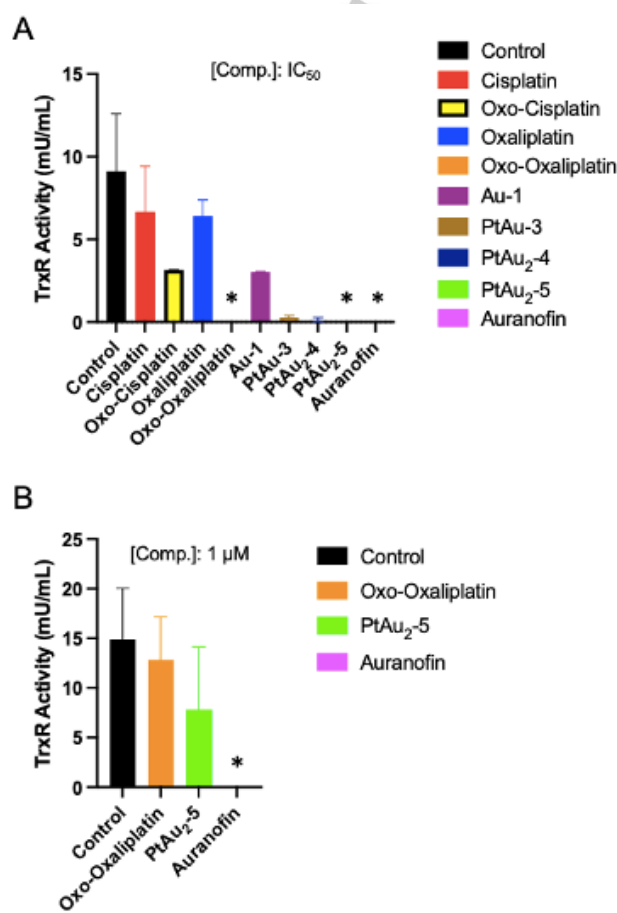 A
[Comp.]: IC₅₀
TrxR Activity (mU/mL)
15
10
5
0
*
*
*
Control
Cisplatin
Oxo-Cisplatin
Oxaliplatin
Oxo-Oxaliplatin
Au-1
PtAu-3
PtAu₂-4
PtAu₂-5
Auranofin
Control
Cisplatin
Oxo-Cisplatin
Oxaliplatin
Oxo-Oxaliplatin
Au-1
PtAu-3
PtAu₂-4
PtAu₂-5
Auranofin
B
[Comp.]: 1 µM
TrxR Activity (mU/mL)
25
20
15
10
5
0
*
Control
Oxo-Oxaliplatin
PtAu₂-5
Auranofin
Control
Oxo-Oxaliplatin
PtAu₂-5
Auranofin